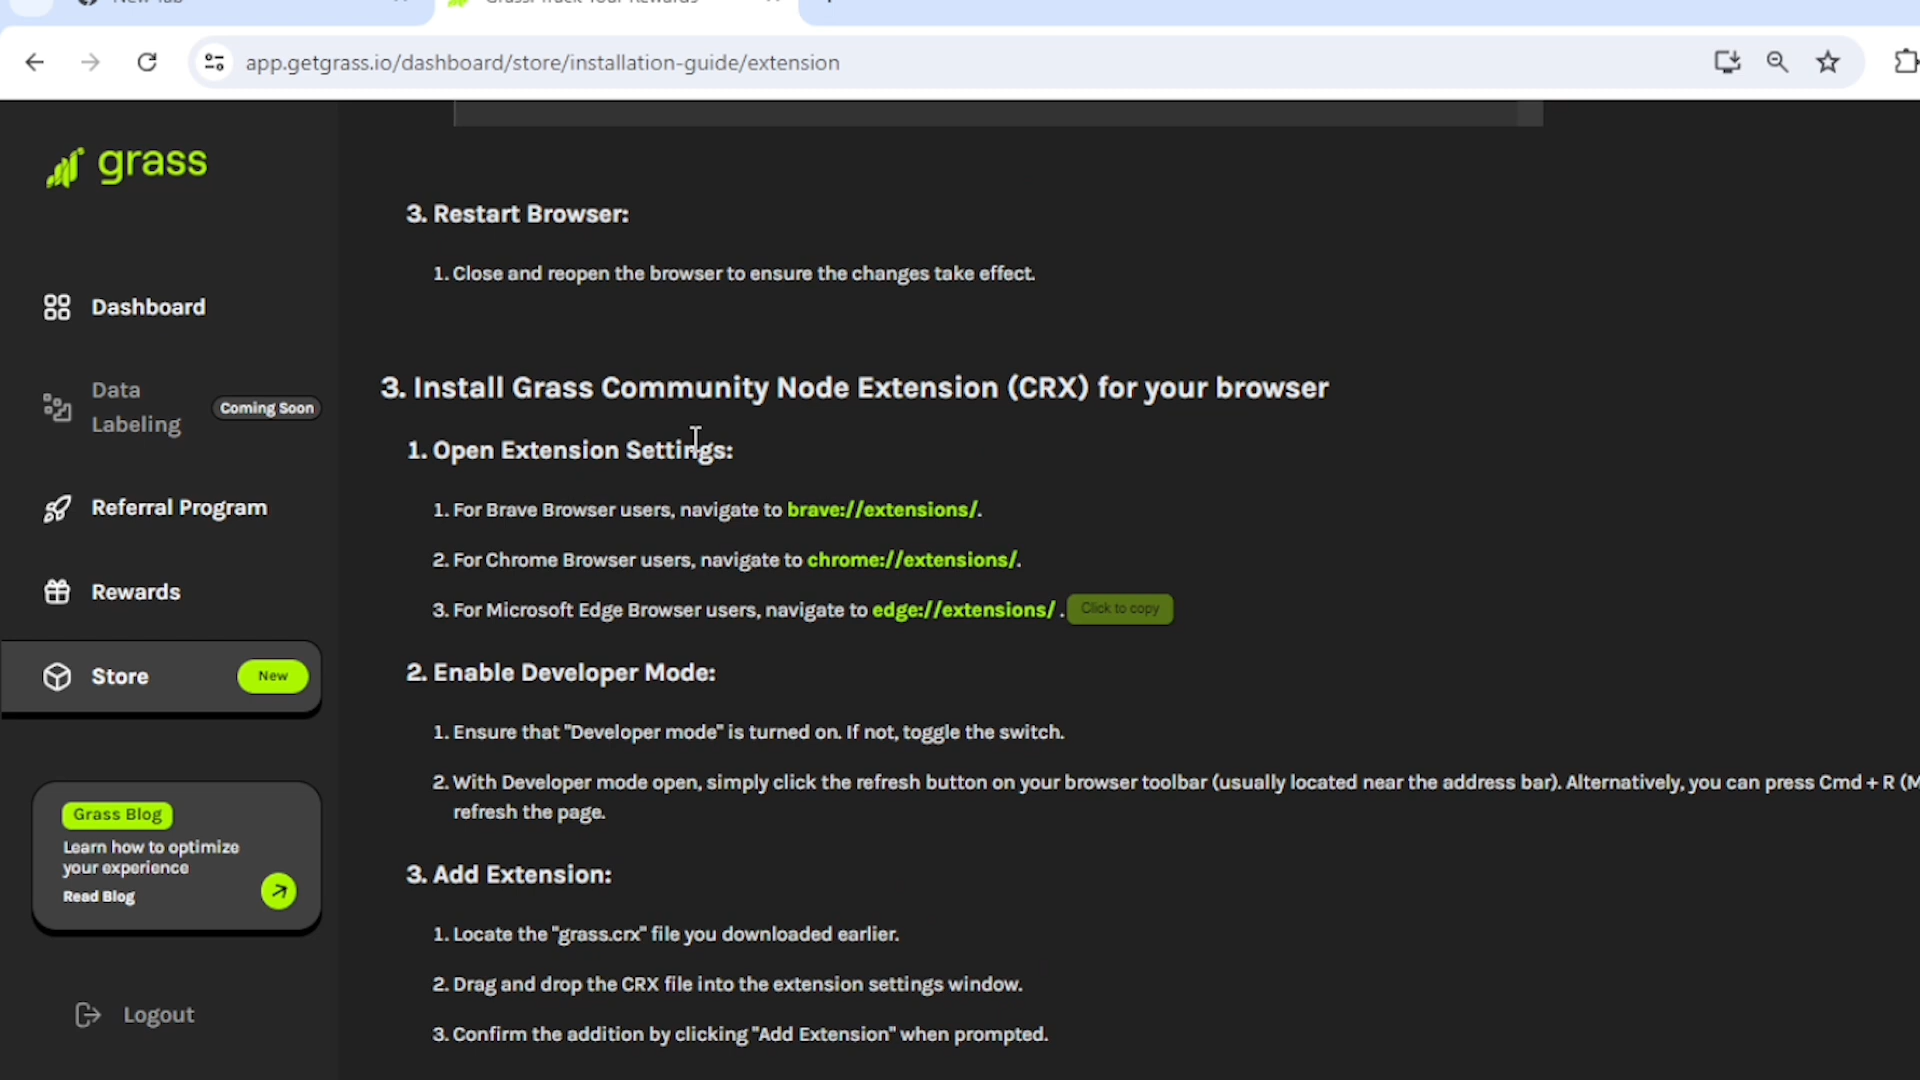 New Tab
Grass: Track Your Rewards
app.getgrass.io/dashboard/store/installation-guide/extension
grass
3. Restart Browser:
1. Close and reopen the browser to ensure the changes take effect.
Dashboard
3. Install Grass Community Node Extension (CRX) for your browser
Data
Labeling
Coming Soon
1. Open Extension Settings:
Referral Program
1. For Brave Browser users, navigate to brave://extensions/.
2. For Chrome Browser users, navigate to chrome://extensions/.
Rewards
3. For Microsoft Edge Browser users, navigate to edge://extensions/ . Click to copy
Store
New
2. Enable Developer Mode:
1. Ensure that "Developer mode" is turned on. If not, toggle the switch.
2. With Developer mode open, simply click the refresh button on your browser toolbar (usually located near the address bar). Alternatively, you can press Cmd + R (M
refresh the page.
Grass Blog
Learn how to optimize
your experience
Read Blog
3. Add Extension:
1. Locate the "grass.crx" file you downloaded earlier.
2. Drag and drop the CRX file into the extension settings window.
Logout
3. Confirm the addition by clicking "Add Extension" when prompted.